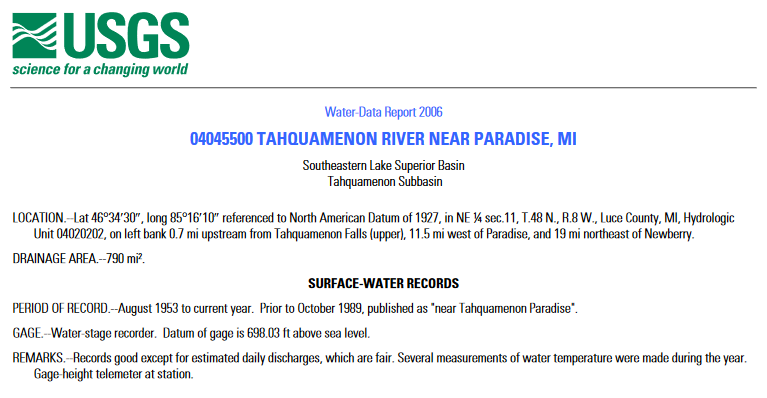 USGS
science for a changing world
Water-Data Report 2006
04045500 TAHQUAMENON RIVER NEAR PARADISE, MI
Southeastern Lake Superior Basin
Tahquamenon Subbasin
LOCATION.--Lat 46°34′30″, long 85°16′10″ referenced to North American Datum of 1927, in NE ¼ sec.11, T.48 N., R.8 W., Luce County, MI, Hydrologic
Unit 04020202, on left bank 0.7 mi upstream from Tahquamenon Falls (upper), 11.5 mi west of Paradise, and 19 mi northeast of Newberry.
DRAINAGE AREA.--790 mi².
SURFACE-WATER RECORDS
PERIOD OF RECORD.--August 1953 to current year. Prior to October 1989, published as "near Tahquamenon Paradise".
GAGE.--Water-stage recorder. Datum of gage is 698.03 ft above sea level.
REMARKS.--Records good except for estimated daily discharges, which are fair. Several measurements of water temperature were made during the year.
Gage-height telemeter at station.